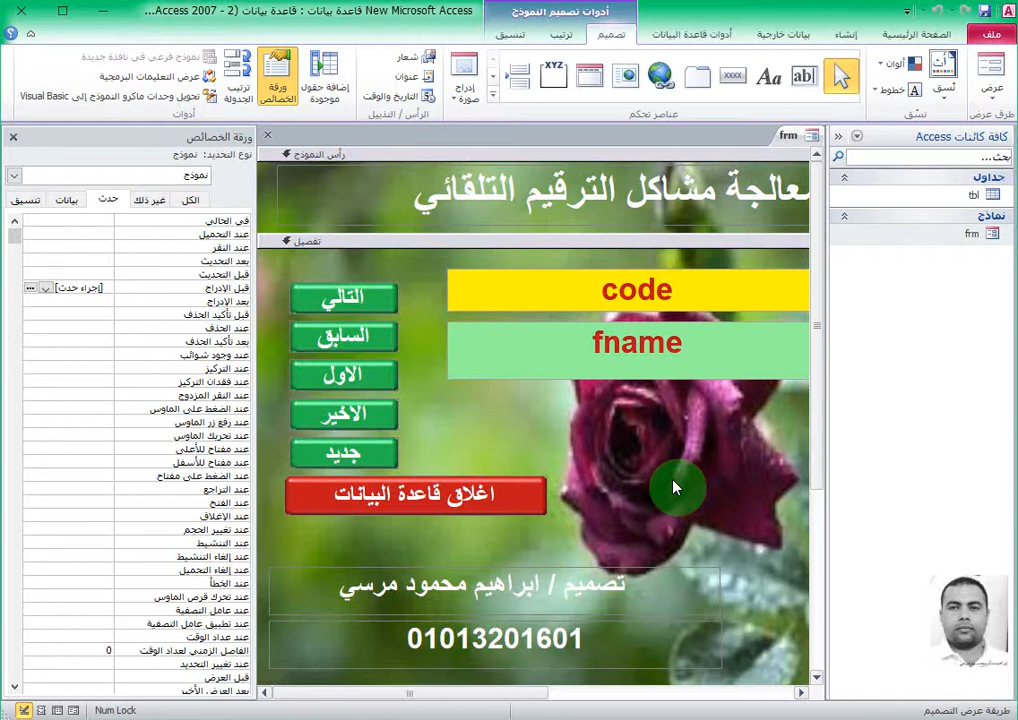 New Microsoft Access قاعدة بيانات : قاعدة بيانات (2 - Access 2007...
أدوات تصميم النموذج
ملف
الصفحة الرئيسية
إنشاء
بيانات خارجية
أدوات قاعدة البيانات
تصميم
ترتيب
تنسيق
عرض
طرق عرض
نُسق
ألوان
خطوط
نسّق
ab
Aa
xxxx
XYZ
عناصر تحكم
إدراج صورة
شعار
عنوان
التاريخ والوقت
الرأس / التذييل
إضافة حقول موجودة
ورقة الخصائص
ترتيب الجدولة
نموذج فرعي في نافذة جديدة
عرض التعليمات البرمجية
تحويل وحدات ماكرو النموذج إلى Visual Basic
أدوات
كافة كائنات Access
بحث...
جداول
tbl
نماذج
frm
frm
رأس النموذج
معالجة مشاكل الترقيم التلقائي
تفصيل
code
fname
التالي
السابق
الاول
الاخير
جديد
اغلاق قاعدة البيانات
تصميم / ابراهيم محمود مرسي
01013201601
ورقة الخصائص
نوع التحديد: نموذج
نموذج
تنسيق
بيانات
حدث
غير ذلك
الكل
في الحالي
عند التحميل
عند النقر
بعد التحديث
قبل التحديث
قبل الإدراج [إجراء حدث]
بعد الإدراج
قبل تأكيد الحذف
عند الحذف
بعد تأكيد الحذف
عند وجود شوائب
عند التركيز
عند فقدان التركيز
عند النقر المزدوج
عند الضغط على الماوس
عند رفع زر الماوس
عند تحريك الماوس
عند مفتاح للأعلى
عند مفتاح للأسفل
عند الضغط على مفتاح
عند التراجع
عند الفتح
عند الإغلاق
عند تغيير الحجم
عند التنشيط
عند إلغاء التنشيط
عند إلغاء التحميل
عند الخطأ
عند تحرك قرص الماوس
عند عامل التصفية
عند تطبيق عامل التصفية
عند عداد الوقت
الفاصل الزمني لعداد الوقت 0
عند تغيير التحديد
قبل العرض
بعد العرض الأخير
طريقة عرض التصميم
Num Lock